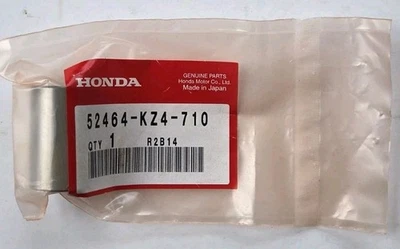 HONDA
GENUINE PARTS
Honda Motor Co., Ltd.
Made in Japan
52464-KZ4-710
QTY 1 R2B14